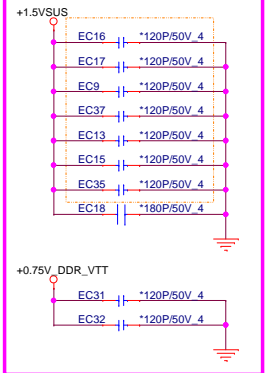 +1.5VSUS
EC16 *120P/50V_4
EC17 *120P/50V_4
EC9 *120P/50V_4
EC37 *120P/50V_4
EC13 *120P/50V_4
EC15 *120P/50V_4
EC35 *120P/50V_4
EC18 *180P/50V_4
+0.75V_DDR_VTT
EC31 *120P/50V_4
EC32 *120P/50V_4